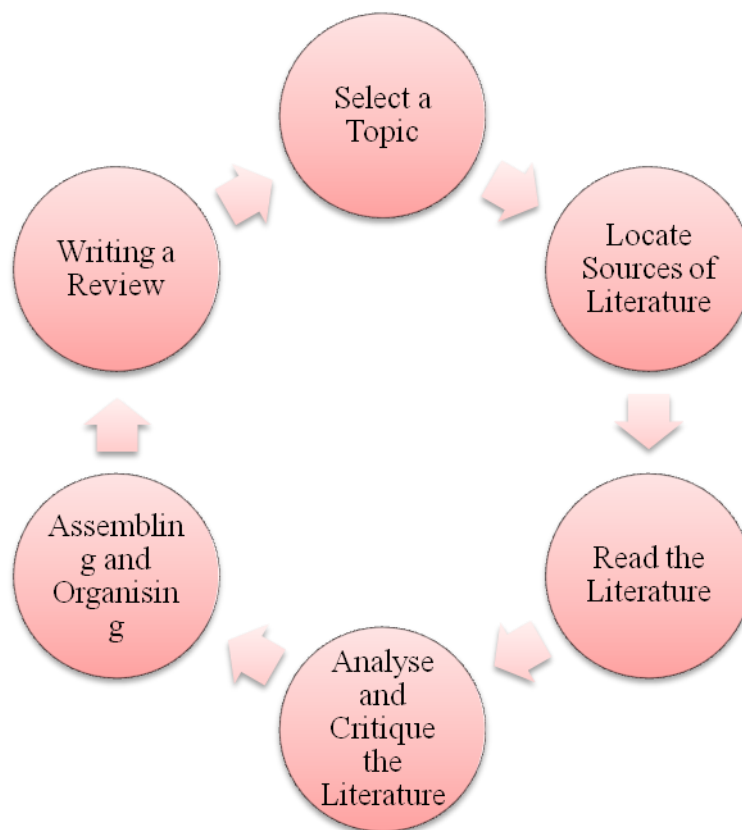 Select a
Topic
Locate
Sources of
Literature
Read the
Literature
Analyse
and
Critique
the
Literature
Assemblin
g and
Organisin
g
Writing a
Review